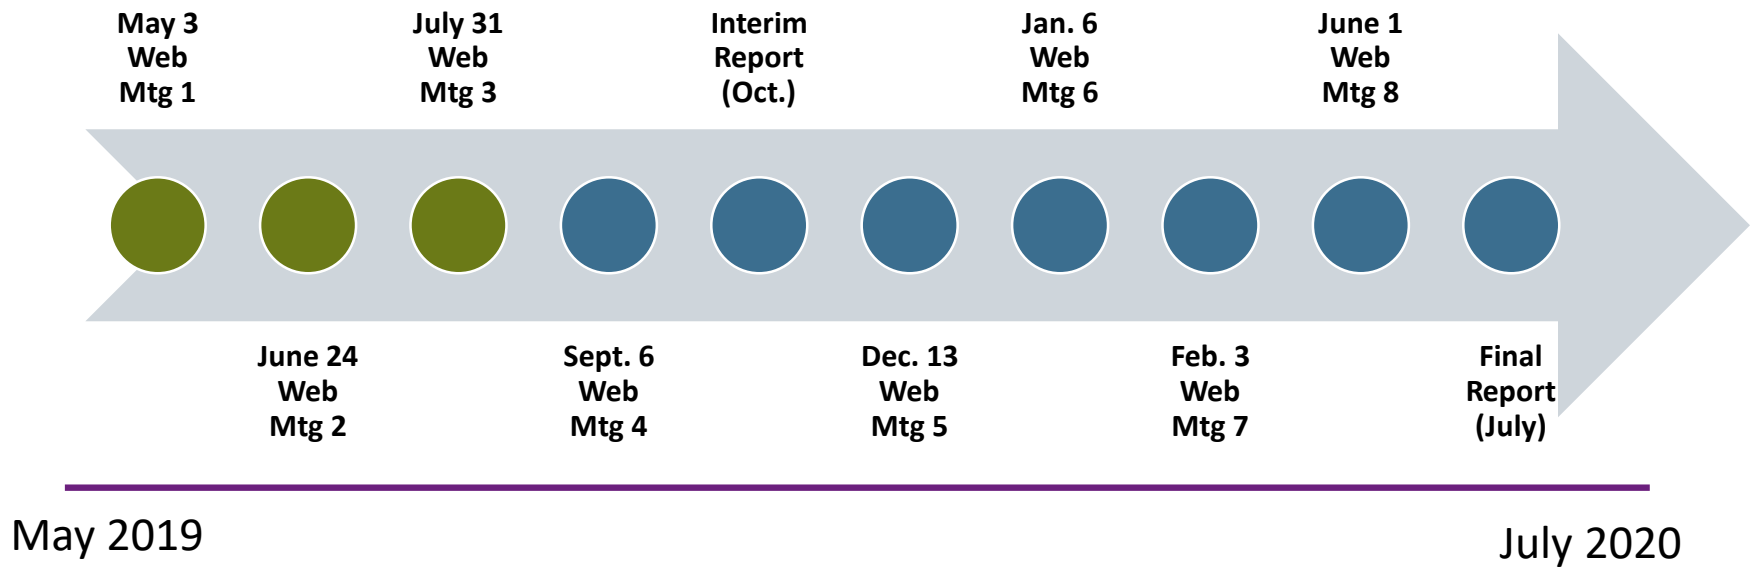 May 3
Web
Mtg 1
July 31
Web
Mtg 3
Interim
Report
(Oct.)
Jan. 6
Web
Mtg 6
June 1
Web
Mtg 8
June 24
Web
Mtg 2
Sept. 6
Web
Mtg 4
Dec. 13
Web
Mtg 5
Feb. 3
Web
Mtg 7
Final
Report
(July)
May 2019
July 2020